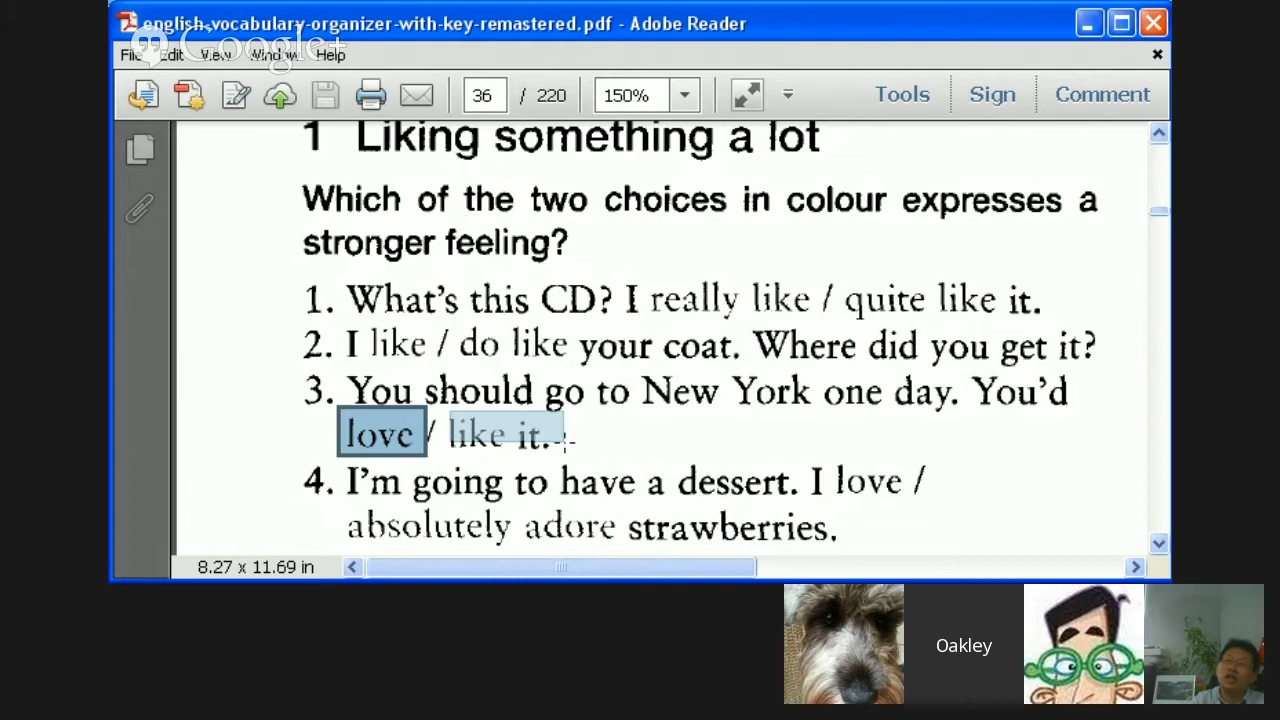 english-vocabulary-organizer-with-key-remastered.pdf - Adobe Reader
Google+
File Edit View Window Help
36 / 220 150% Tools Sign Comment
1 Liking something a lot
Which of the two choices in colour expresses a
stronger feeling?
1. What's this CD? I really like / quite like it.
2. I like / do like your coat. Where did you get it?
3. You should go to New York one day. You'd
love / like it.
4. I'm going to have a dessert. I love /
absolutely adore strawberries.
8.27 x 11.69 in
Oakley